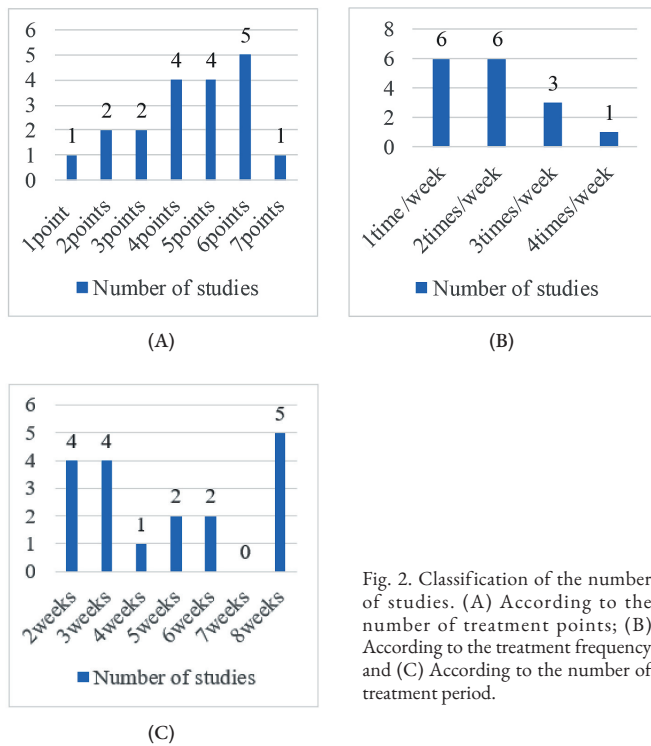 6
5
4
3
2
1
0
1
2
2
4
4
5
1
1point
2points
3points
4points
5points
6points
7points
Number of studies
(A)
8
6
4
2
0
6
6
3
1
1time/week
2times/week
3times/week
4times/week
Number of studies
(B)
6
5
4
3
2
1
0
4
4
1
2
2
0
5
2weeks
3weeks
4weeks
5weeks
6weeks
7weeks
8weeks
Number of studies
(C)
Fig. 2. Classification of the number
of studies. (A) According to the
number of treatment points; (B)
According to the treatment frequency
and (C) According to the number of
treatment period.